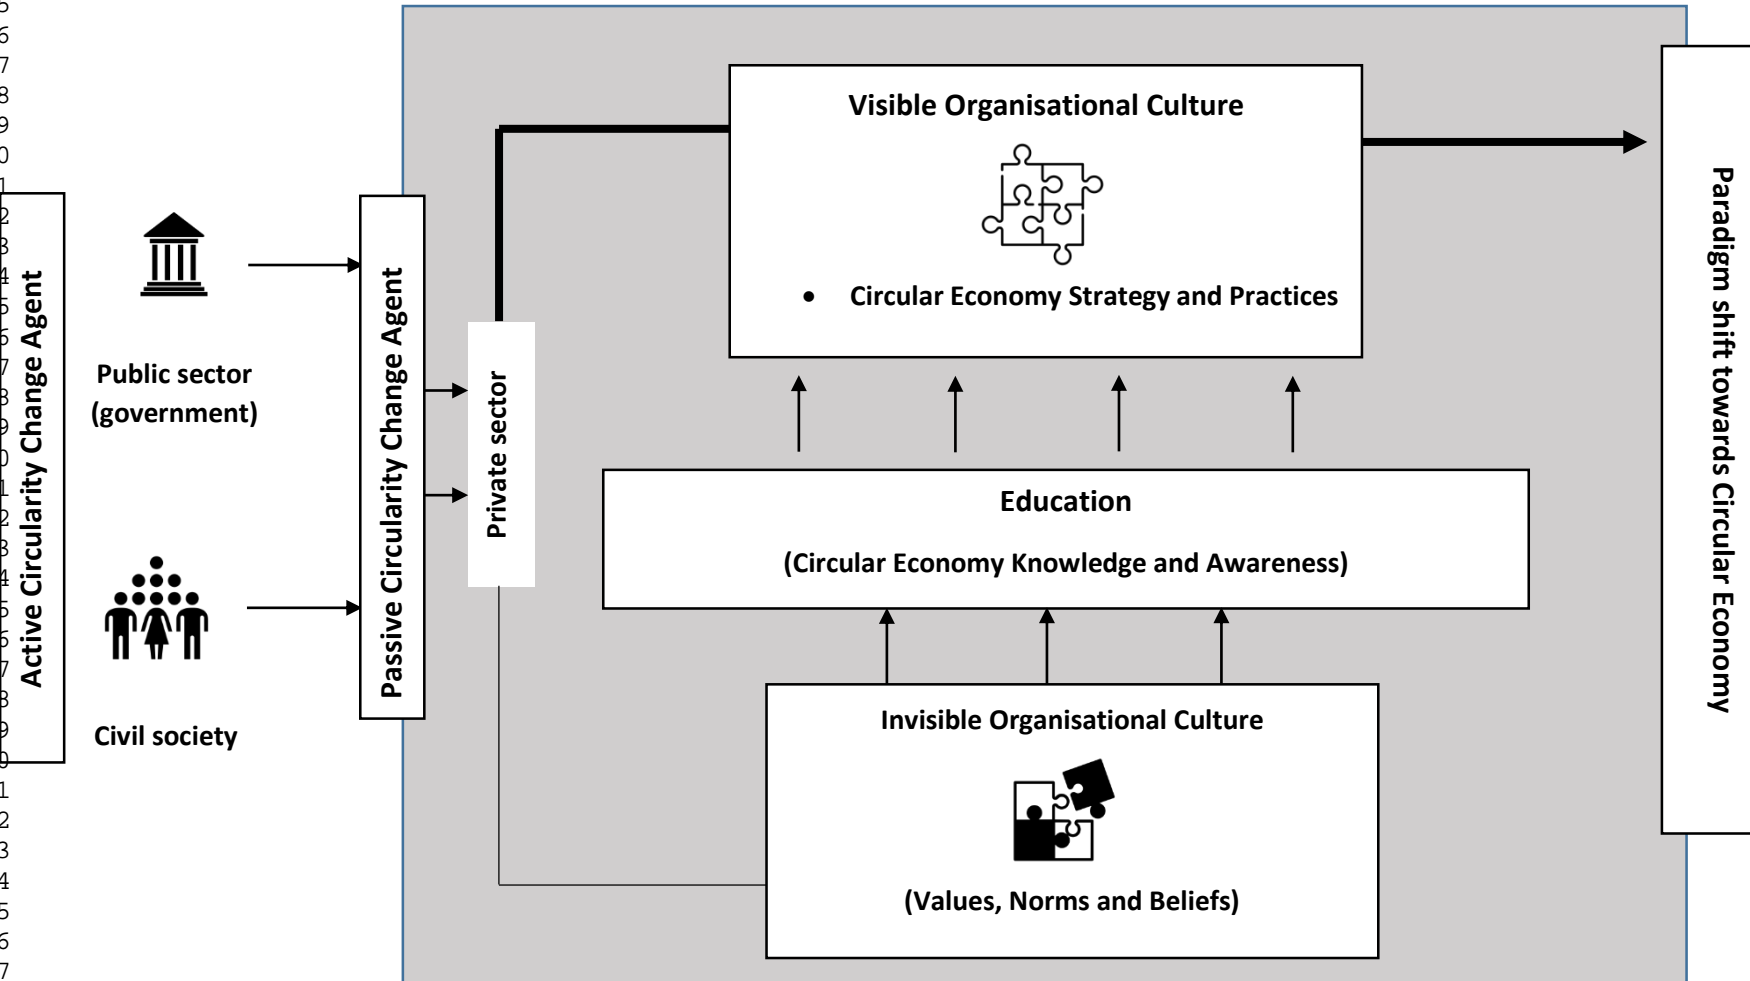 Active Circularity Change Agent
Public sector
(government)
Civil society
Passive Circularity Change Agent
Private sector
Visible Organisational Culture
• Circular Economy Strategy and Practices
Education
(Circular Economy Knowledge and Awareness)
Invisible Organisational Culture
(Values, Norms and Beliefs)
Paradigm shift towards Circular Economy